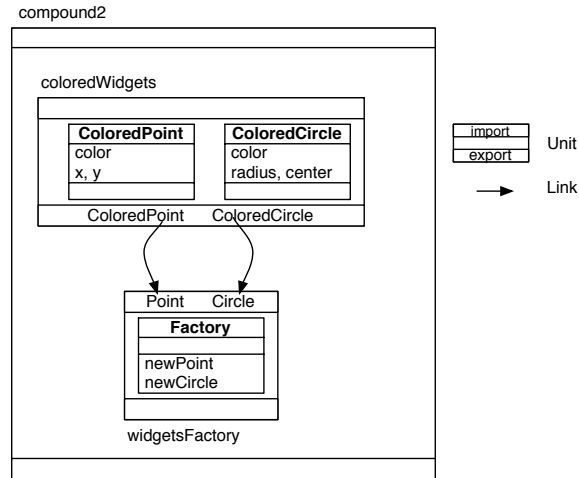 compound2
coloredWidgets
ColoredPoint ColoredCircle
color color
x, y radius, center
ColoredPoint ColoredCircle
import
export
Unit
Link
Point Circle
Factory
newPoint
newCircle
widgetsFactory